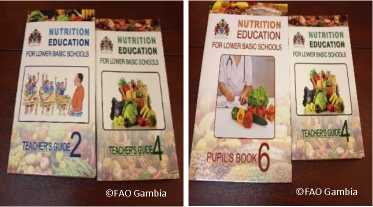 NUTRITION
EDUCATION
FOR LOWER BASIC SCHOOLS
TEACHER'S GUIDE 2
NUTRITION
EDUCATION
FOR LOWER BASIC SCHOOLS
TEACHER'S GUIDE 4
©FAO Gambia
NUTRITION
EDUCATION
FOR LOWER BASIC SCHOOLS
PUPIL'S BOOK 6
NUTRITION
EDUCATION
FOR LOWER BASIC SCHOOLS
TEACHER'S GUIDE 4
©FAO Gambia